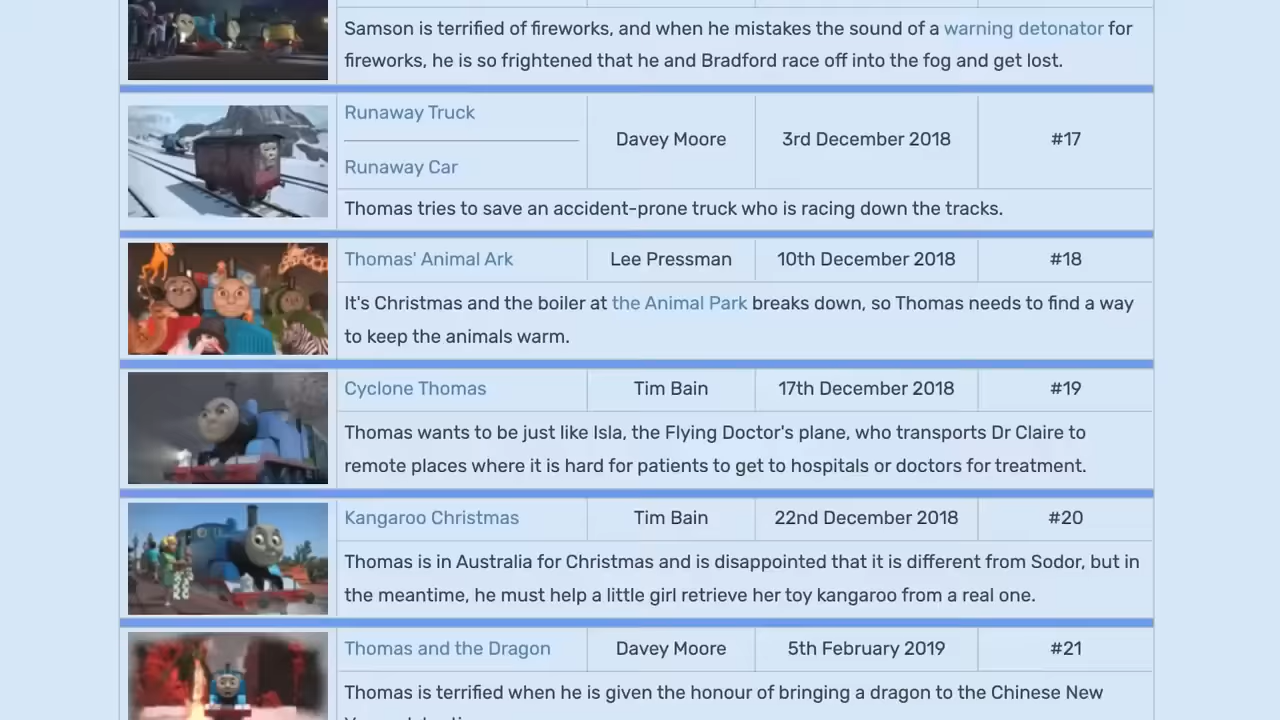 Samson is terrified of fireworks, and when he mistakes the sound of a warning detonator for
fireworks, he is so frightened that he and Bradford race off into the fog and get lost.
Runaway Truck
Runaway Car
Davey Moore
3rd December 2018
#17
Thomas tries to save an accident-prone truck who is racing down the tracks.
Thomas' Animal Ark
Lee Pressman
10th December 2018
#18
It's Christmas and the boiler at the Animal Park breaks down, so Thomas needs to find a way
to keep the animals warm.
Cyclone Thomas
Tim Bain
17th December 2018
#19
Thomas wants to be just like Isla, the Flying Doctor's plane, who transports Dr Claire to
remote places where it is hard for patients to get to hospitals or doctors for treatment.
Kangaroo Christmas
Tim Bain
22nd December 2018
#20
Thomas is in Australia for Christmas and is disappointed that it is different from Sodor, but in
the meantime, he must help a little girl retrieve her toy kangaroo from a real one.
Thomas and the Dragon
Davey Moore
5th February 2019
#21
Thomas is terrified when he is given the honour of bringing a dragon to the Chinese New